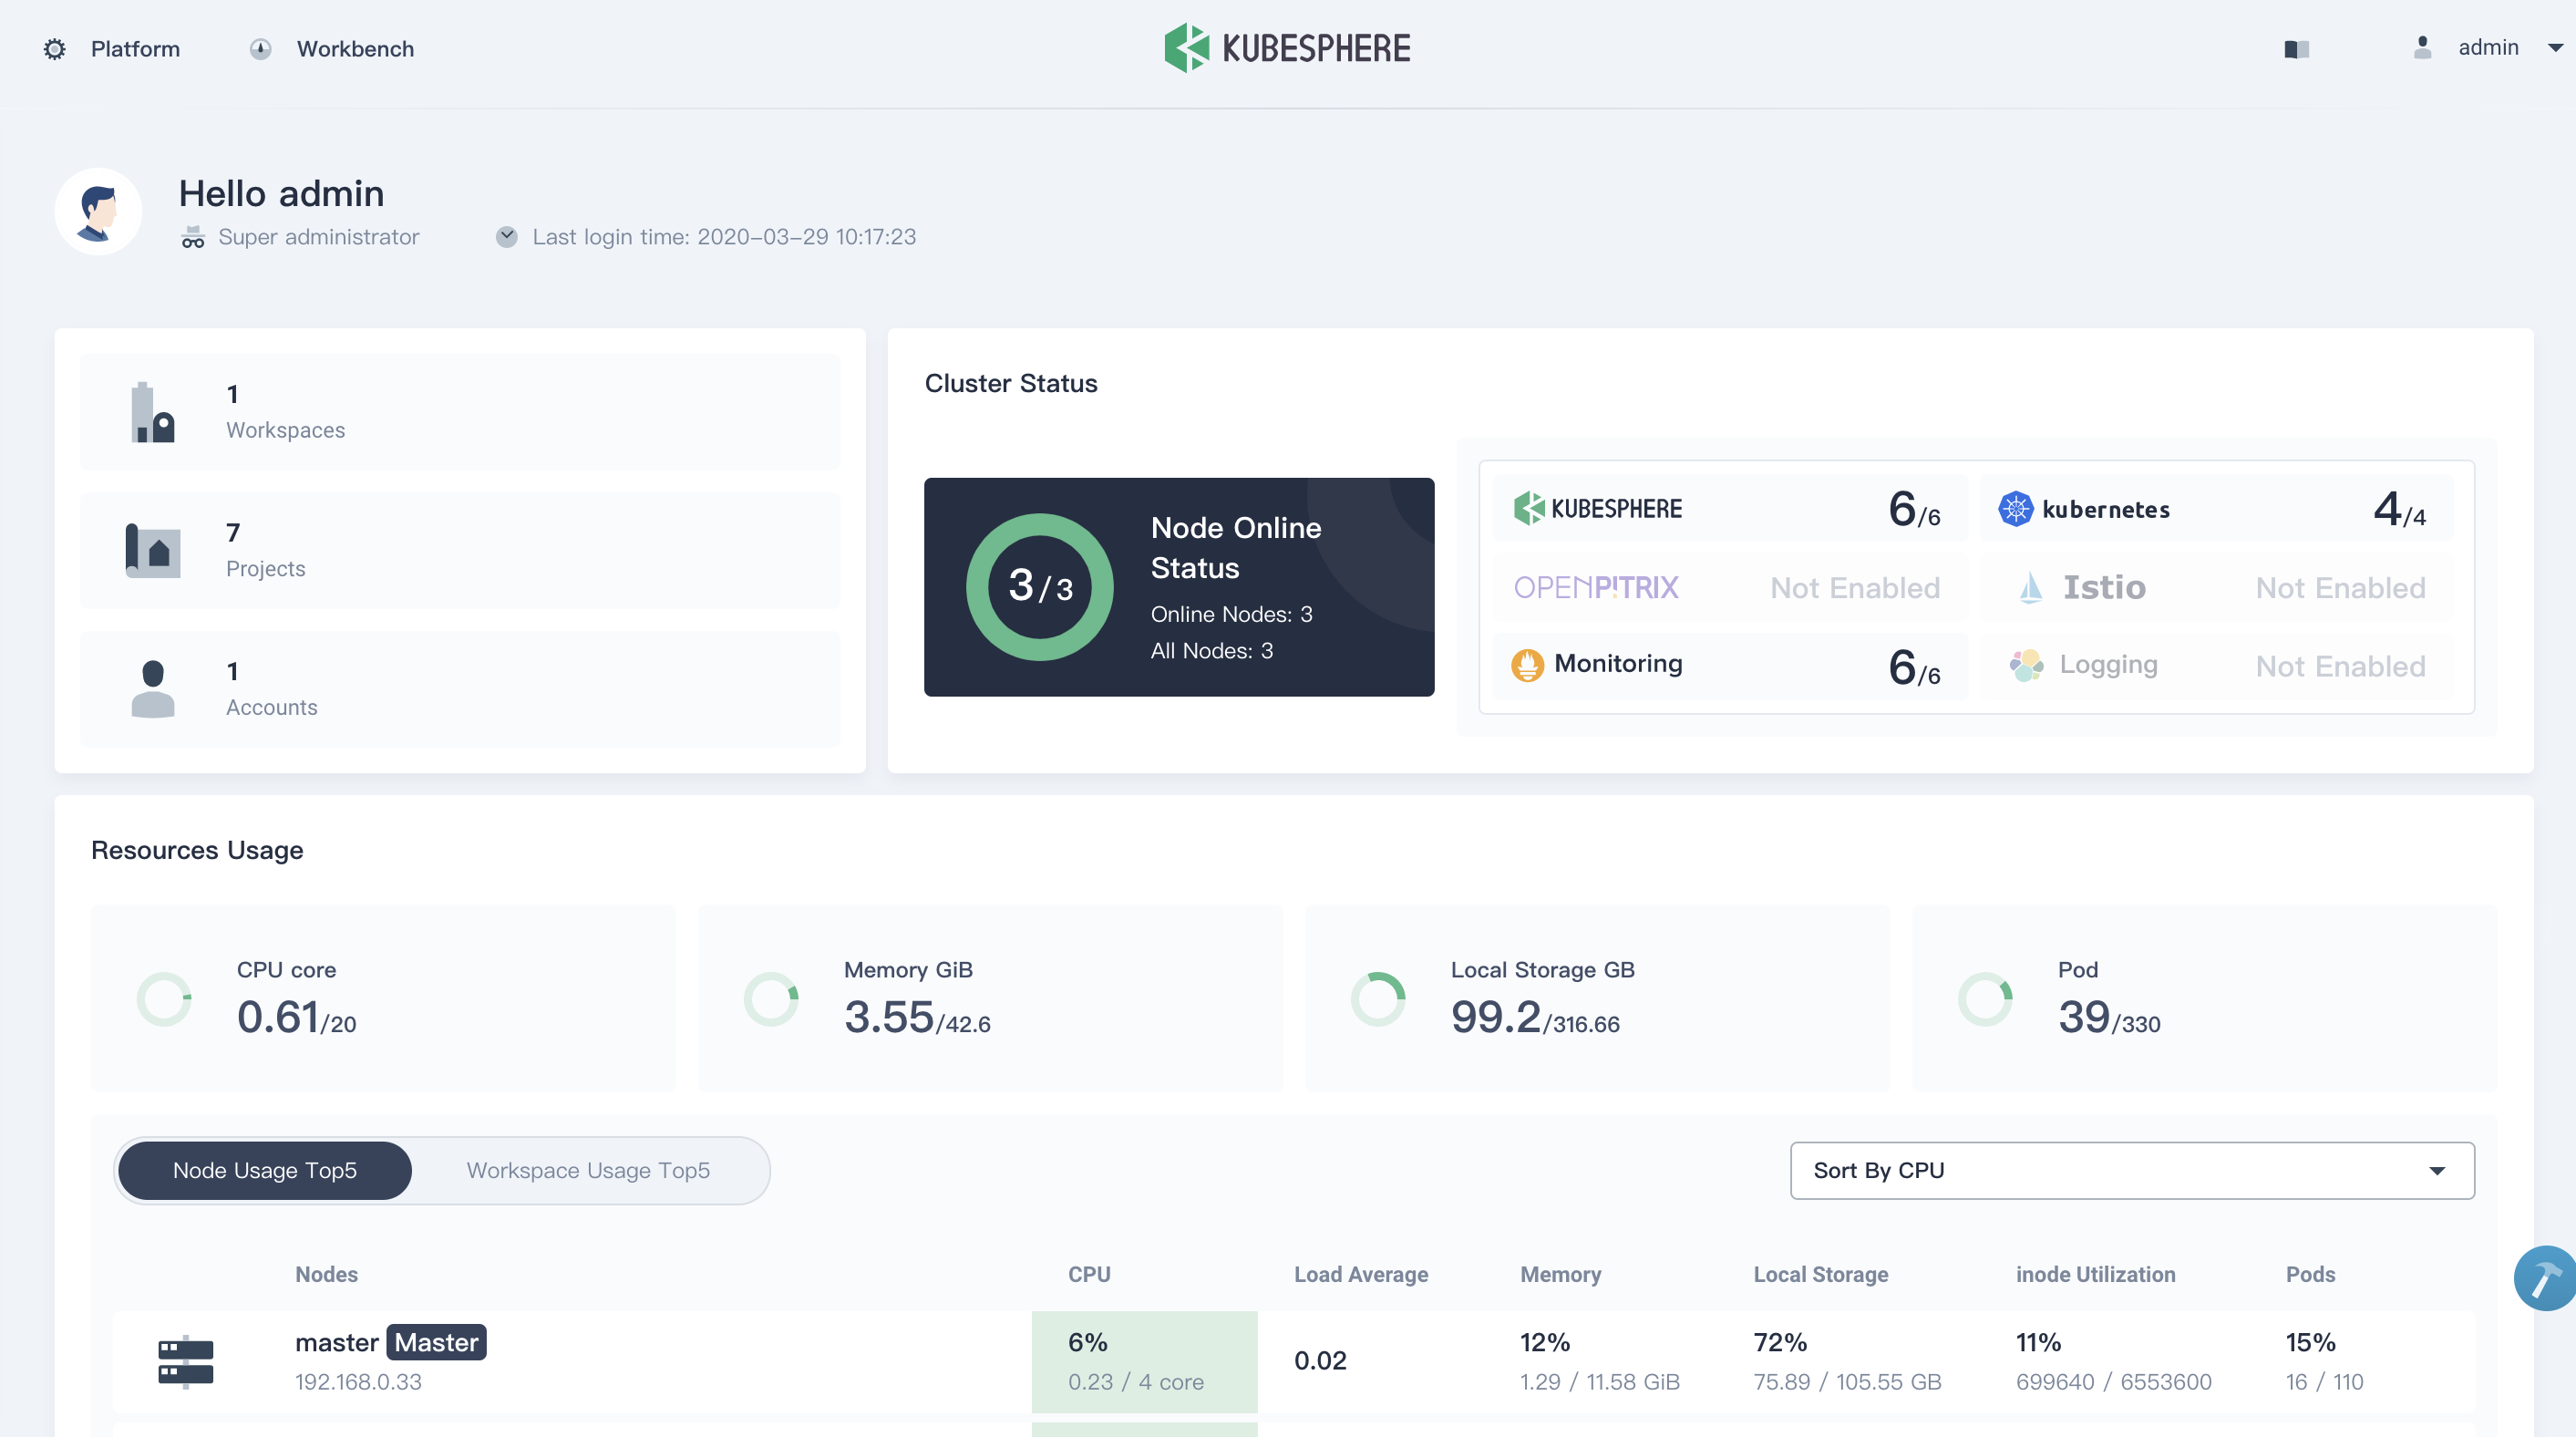 Platform
Workbench
KUBESPHERE
admin
Hello admin
Super administrator
Last login time: 2020-03-29 10:17:23
1
Workspaces
7
Projects
1
Accounts
Cluster Status
3/3
Node Online
Status
Online Nodes: 3
All Nodes: 3
KUBESPHERE 6/6
kubernetes 4/4
OPENPITRIX Not Enabled
Istio Not Enabled
Monitoring 6/6
Logging Not Enabled
Resources Usage
CPU core
0.61/20
Memory GiB
3.55/42.6
Local Storage GB
99.2/316.66
Pod
39/330
Node Usage Top5
Workspace Usage Top5
Sort By CPU
Nodes CPU Load Average Memory Local Storage inode Utilization Pods
master Master 6% 0.02 12% 72% 11% 15%
192.168.0.33 0.23 / 4 core 1.29 / 11.58 GiB 75.89 / 105.55 GB 699640 / 6553600 16 / 110